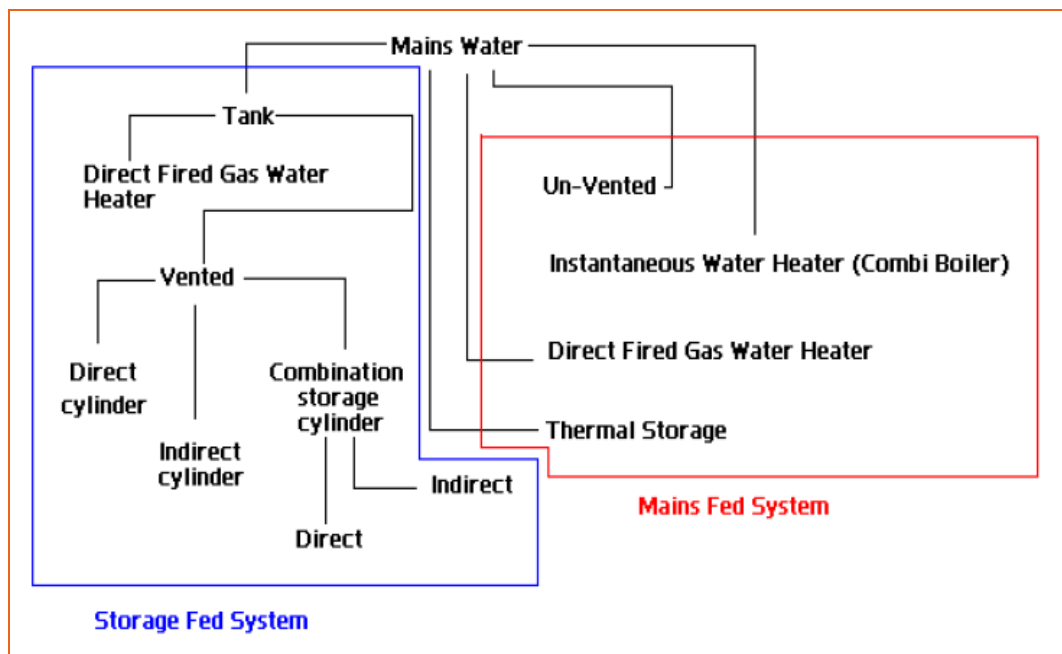 Mains Water
Tank
Direct Fired Gas Water
Heater
Vented
Direct
cylinder
Indirect
cylinder
Combination
storage
cylinder
Indirect
Direct
Storage Fed System
Un-Vented
Instantaneous Water Heater (Combi Boiler)
Direct Fired Gas Water Heater
Thermal Storage
Mains Fed System